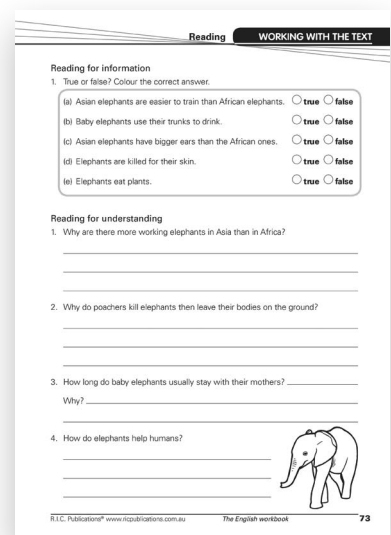 Reading WORKING WITH THE TEXT
Reading for information
1. True or false? Colour the correct answer.
(a) Asian elephants are easier to train than African elephants. true false
(b) Baby elephants use their trunks to drink. true false
(c) Asian elephants have bigger ears than the African ones. true false
(d) Elephants are killed for their skin. true false
(e) Elephants eat plants. true false
Reading for understanding
1. Why are there more working elephants in Asia than in Africa?
2. Why do poachers kill elephants then leave their bodies on the ground?
3. How long do baby elephants usually stay with their mothers?
Why?
4. How do elephants help humans?
R.I.C. Publications® www.ricpublications.com.au The English workbook 73